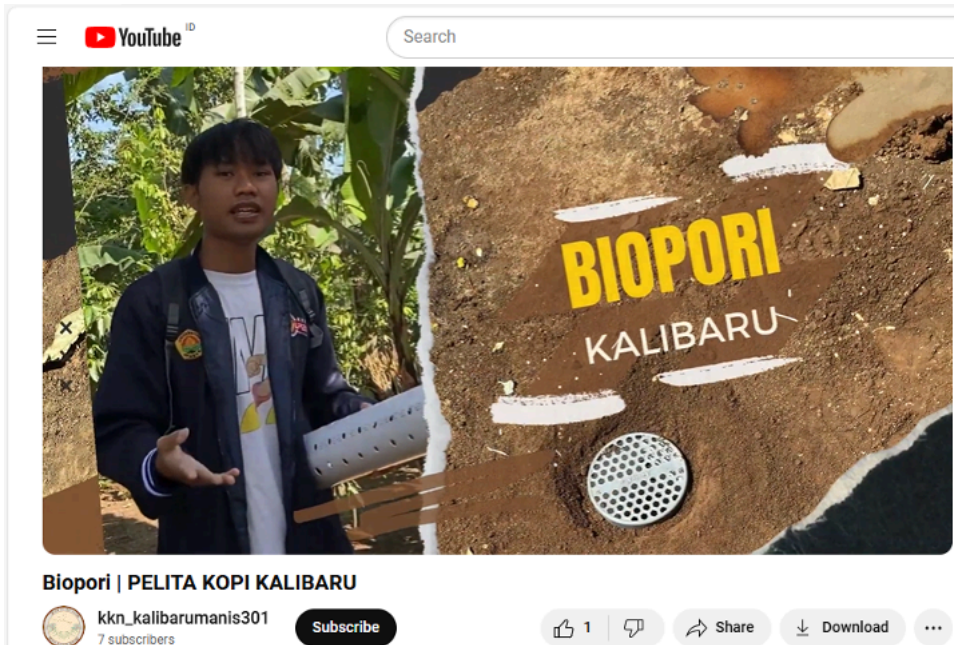 YouTube ID
Search
BIOPORI
KALIBARU
Biopori | PELITA KOPI KALIBARU
kkn_kalibarumanis301
7 subscribers
Subscribe
1
Share
Download